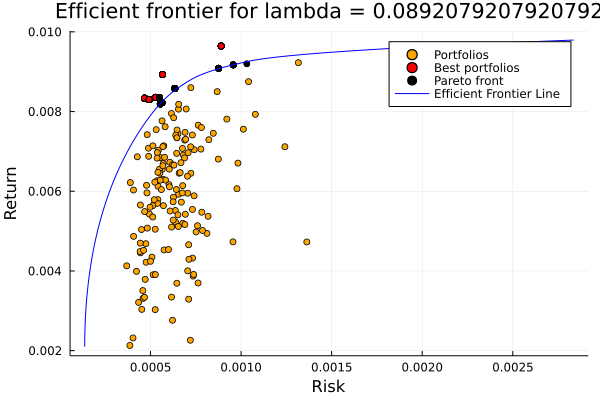 Efficient frontier for lambda = 0.0892079207920792
Portfolios
Best portfolios
Pareto front
Efficient Frontier Line
Return
0.010
0.008
0.006
0.004
0.002
0.0005
0.0010
0.0015
0.0020
0.0025
Risk